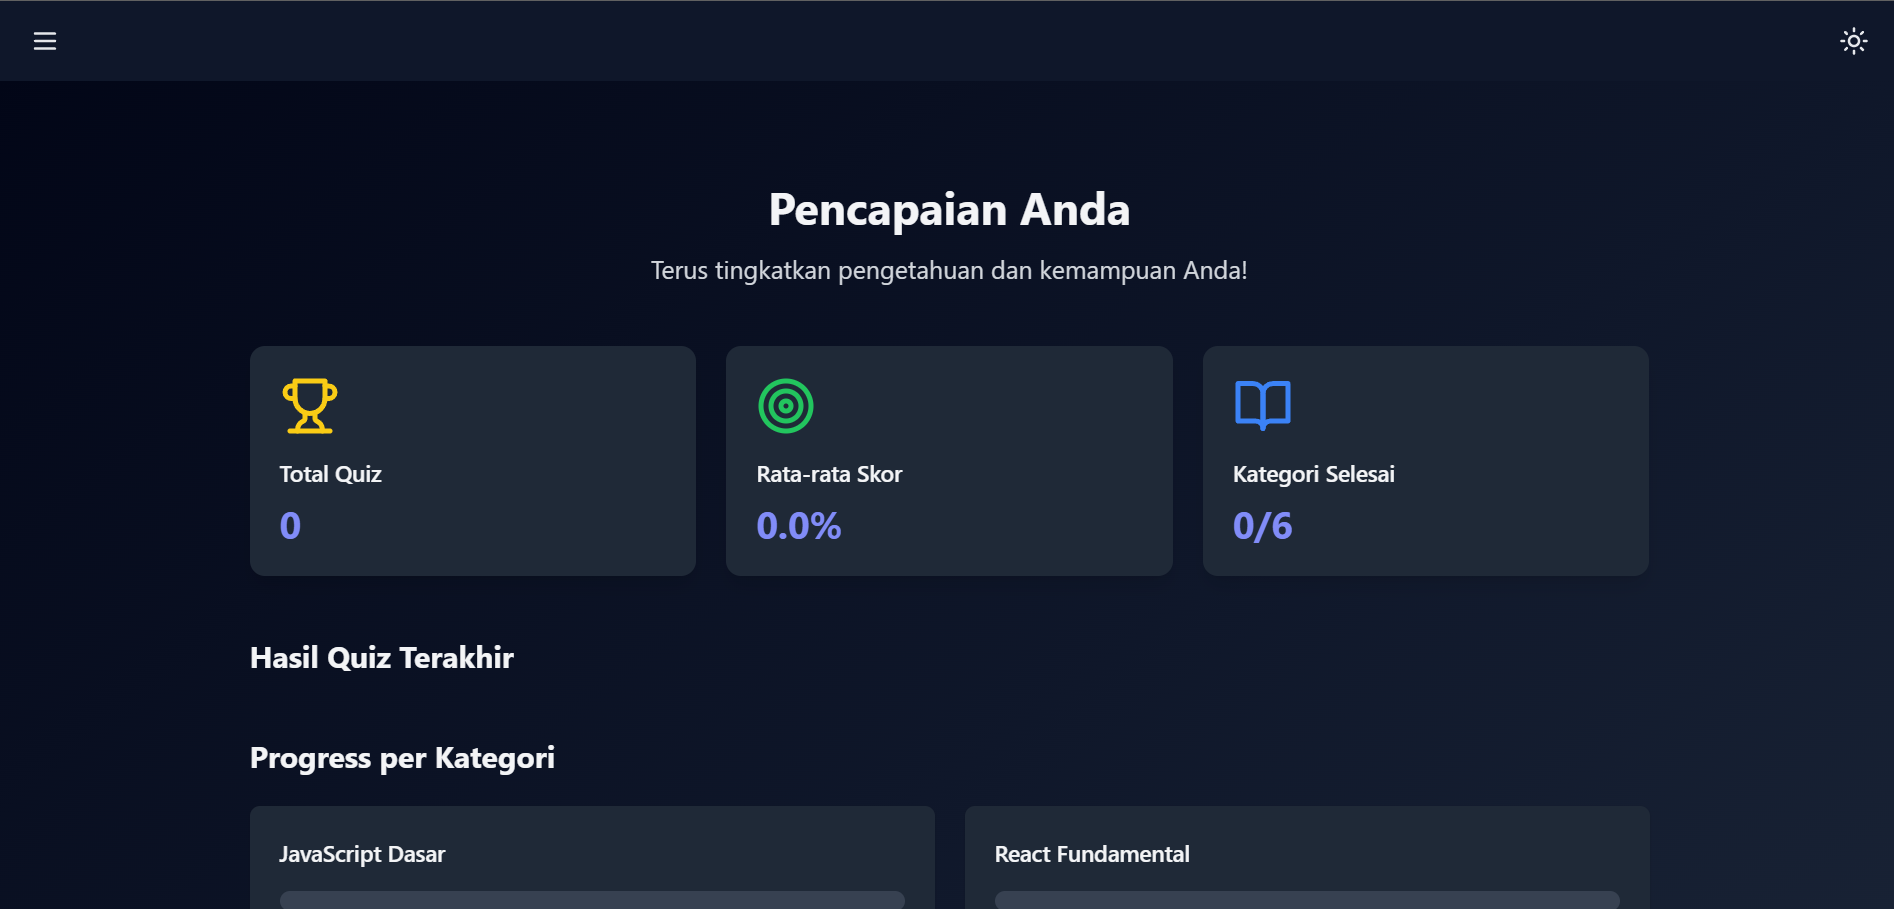 Pencapaian Anda
Terus tingkatkan pengetahuan dan kemampuan Anda!
Total Quiz
0
Rata-rata Skor
0.0%
Kategori Selesai
0/6
Hasil Quiz Terakhir
Progress per Kategori
JavaScript Dasar
React Fundamental